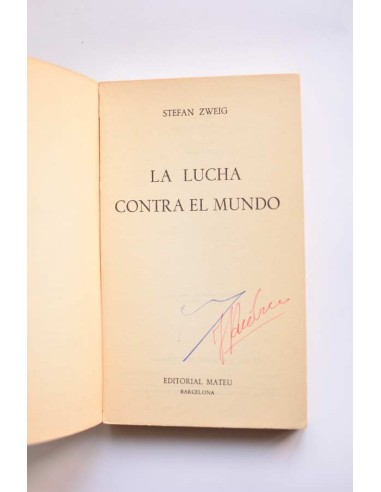 STEFAN ZWEIG
LA LUCHA
CONTRA EL MUNDO
EDITORIAL MATEU
BARCELONA